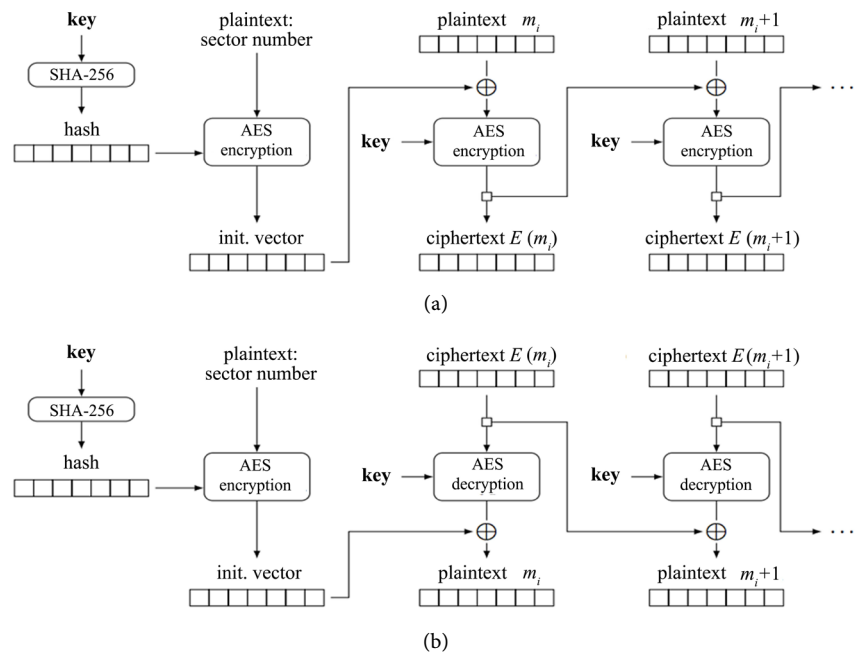 key
SHA-256
hash
plaintext:
sector number
AES
encryption
init. vector
plaintext m_i
key
AES
encryption
ciphertext E (m_i)
plaintext m_i+1
key
AES
encryption
ciphertext E (m_i+1)
···
(a)
key
SHA-256
hash
plaintext:
sector number
AES
encryption
init. vector
ciphertext E (m_i)
key
AES
decryption
plaintext m_i
ciphertext E(m_i+1)
key
AES
decryption
plaintext m_i+1
···
(b)